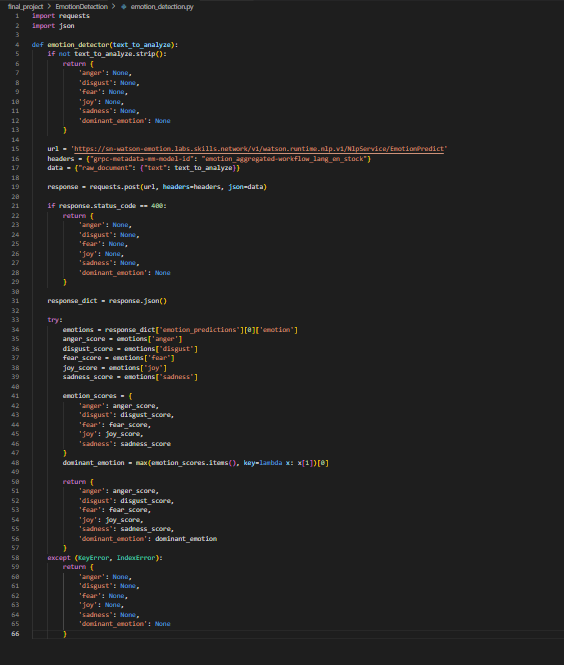 final_project > EmotionDetection > emotion_detection.py
1 import requests
2 import json
3
4 def emotion_detector(text_to_analyze):
5     if not text_to_analyze.strip():
6         return {
7             'anger': None,
8             'disgust': None,
9             'fear': None,
10             'joy': None,
11             'sadness': None,
12             'dominant_emotion': None
13         }
14
15     url = 'https://sn-watson-emotion.labs.skills.network/v1/watson.runtime.nlp.v1/NlpService/EmotionPredict'
16     headers = {"grpc-metadata-mm-model-id": "emotion_aggregated-workflow_lang_en_stock"}
17     data = {"raw_document": {"text": text_to_analyze}}
18
19     response = requests.post(url, headers=headers, json=data)
20
21     if response.status_code == 400:
22         return {
23             'anger': None,
24             'disgust': None,
25             'fear': None,
26             'joy': None,
27             'sadness': None,
28             'dominant_emotion': None
29         }
30
31     response_dict = response.json()
32
33     try:
34         emotions = response_dict['emotion_predictions'][0]['emotion']
35         anger_score = emotions['anger']
36         disgust_score = emotions['disgust']
37         fear_score = emotions['fear']
38         joy_score = emotions['joy']
39         sadness_score = emotions['sadness']
40
41         emotion_scores = {
42             'anger': anger_score,
43             'disgust': disgust_score,
44             'fear': fear_score,
45             'joy': joy_score,
46             'sadness': sadness_score
47         }
48         dominant_emotion = max(emotion_scores.items(), key=lambda x: x[1])[0]
49
50         return {
51             'anger': anger_score,
52             'disgust': disgust_score,
53             'fear': fear_score,
54             'joy': joy_score,
55             'sadness': sadness_score,
56             'dominant_emotion': dominant_emotion
57         }
58     except (KeyError, IndexError):
59         return {
60             'anger': None,
61             'disgust': None,
62             'fear': None,
63             'joy': None,
64             'sadness': None,
65             'dominant_emotion': None
66         }